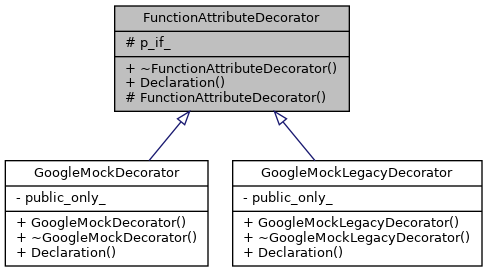 FunctionAttributeDecorator
# p_if_
+ ~FunctionAttributeDecorator()
+ Declaration()
# FunctionAttributeDecorator()
GoogleMockDecorator
- public_only_
+ GoogleMockDecorator()
+ ~GoogleMockDecorator()
+ Declaration()
GoogleMockLegacyDecorator
- public_only_
+ GoogleMockLegacyDecorator()
+ ~GoogleMockLegacyDecorator()
+ Declaration()